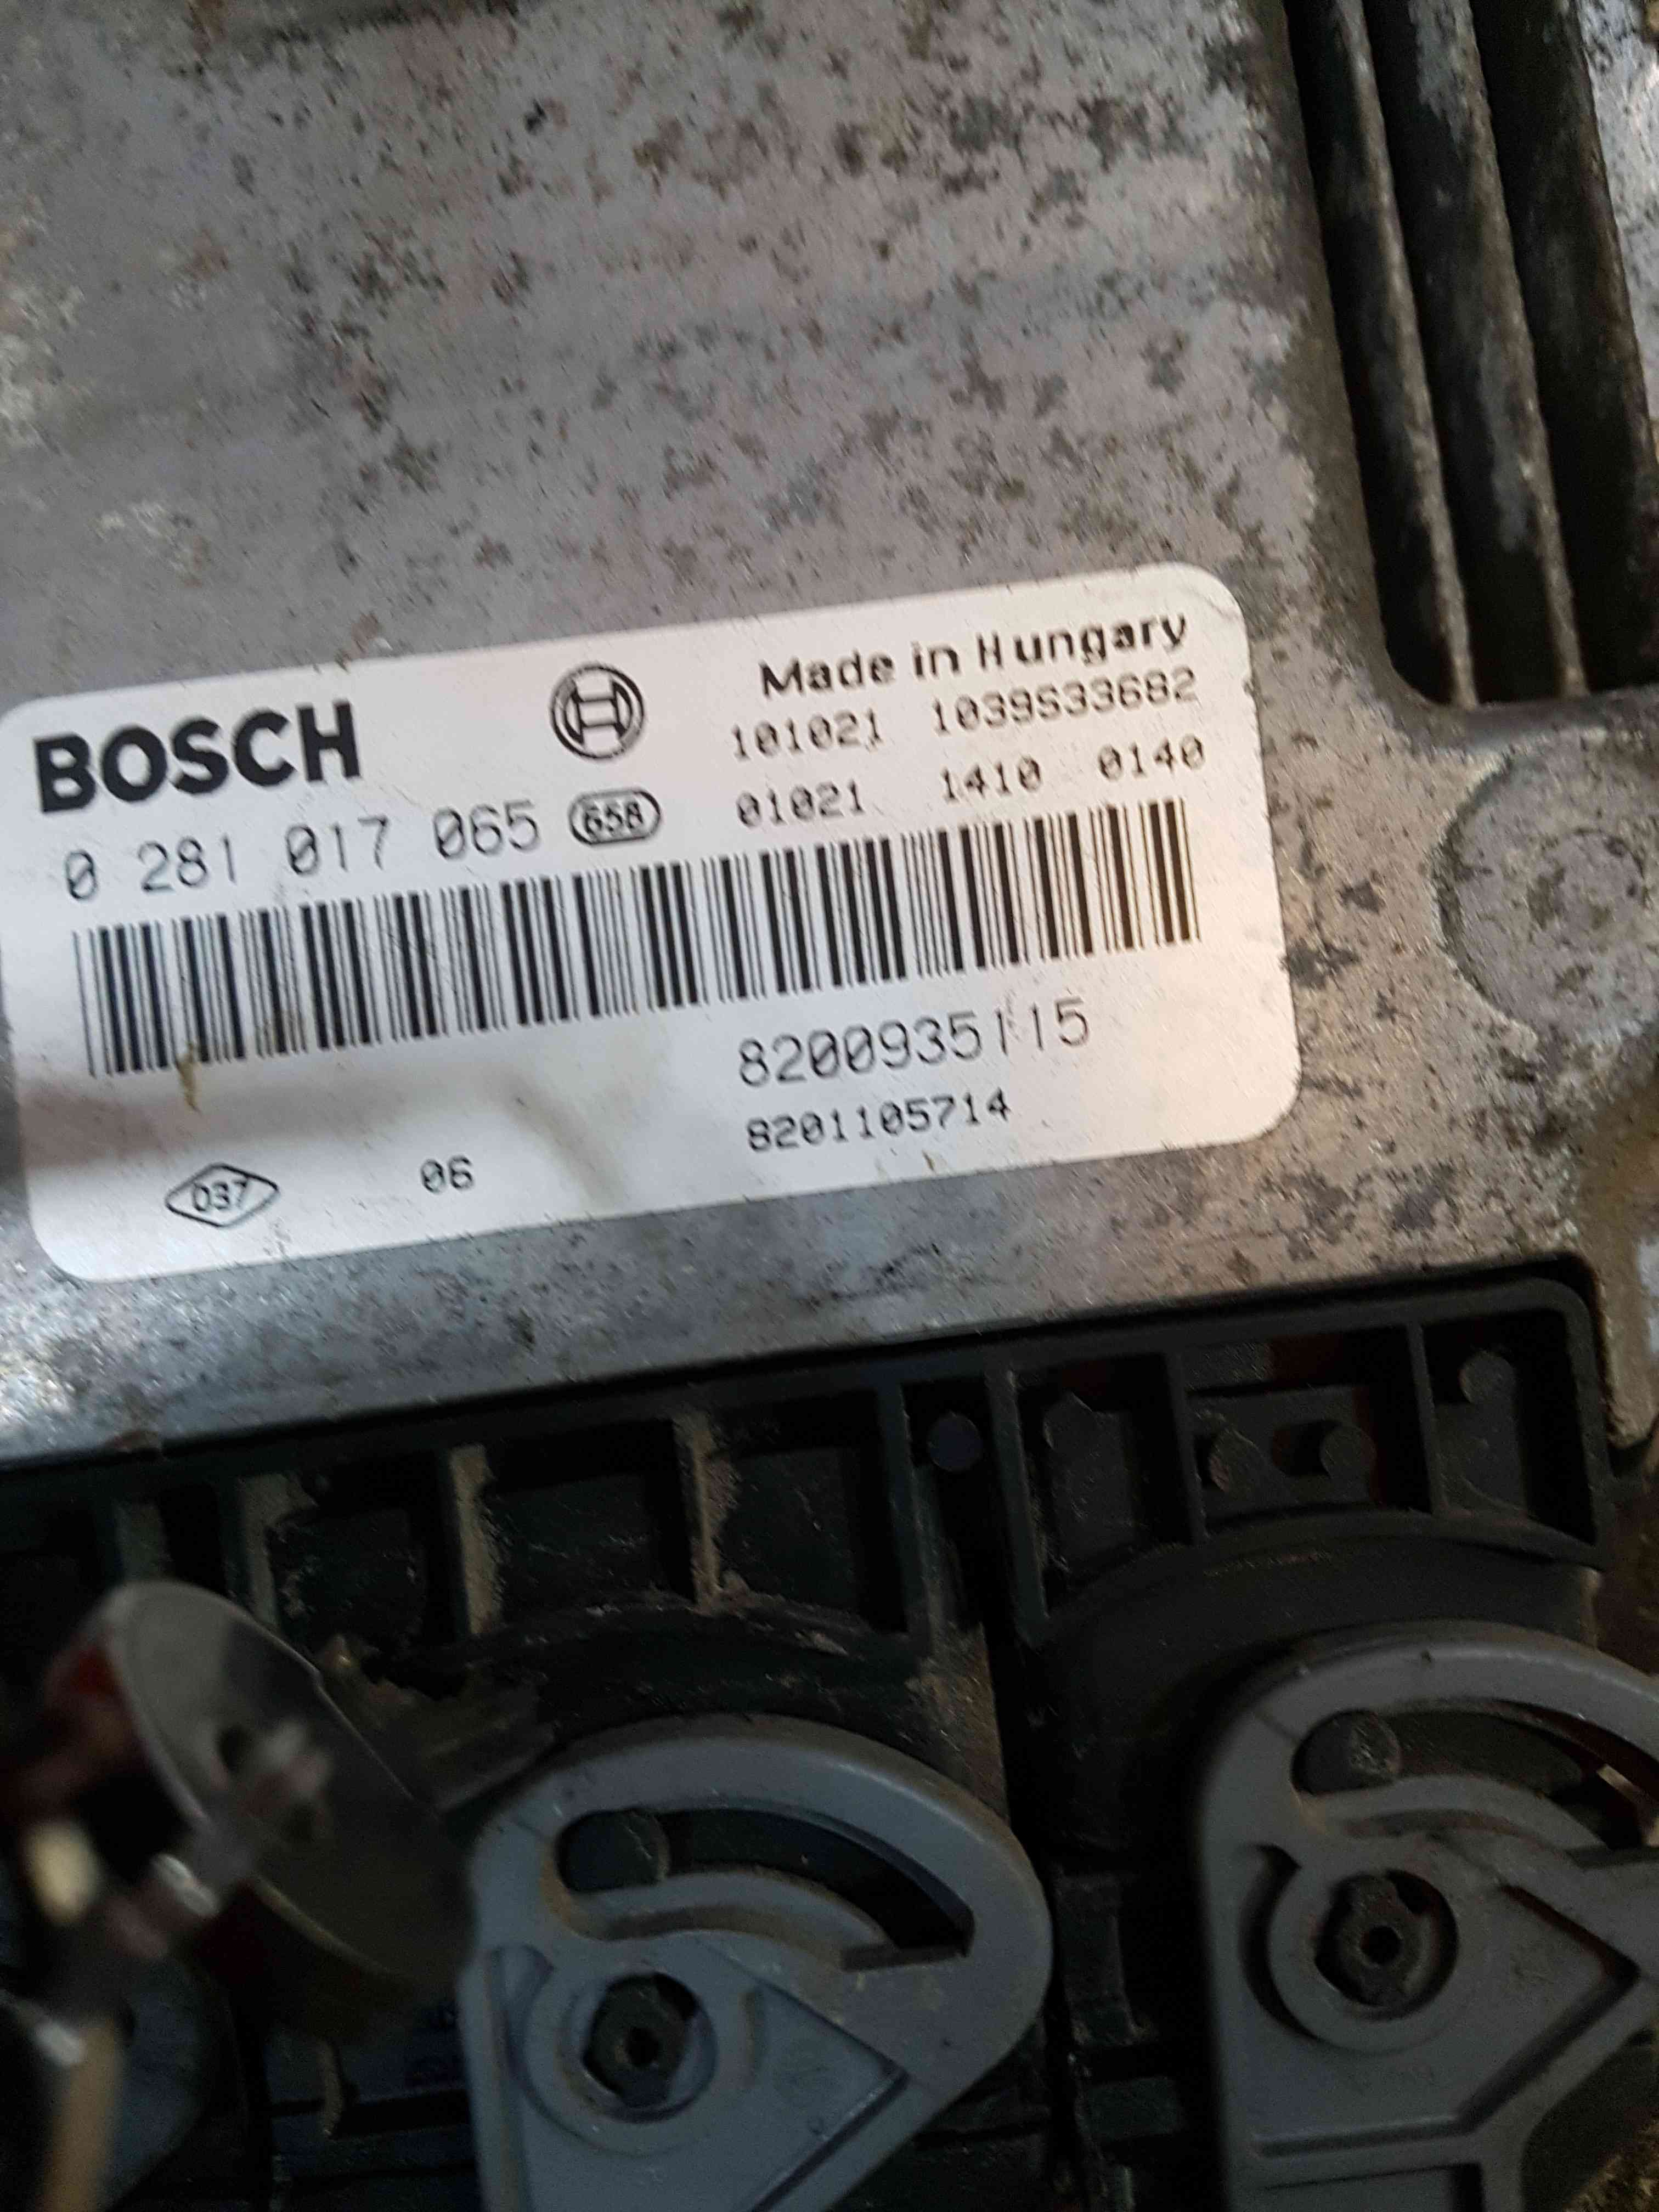 BOSCH
Made in Hungary
101021 1039S33682
0 281 017 065 658
01021 1410 0140
8200935115
8201105714
037 06